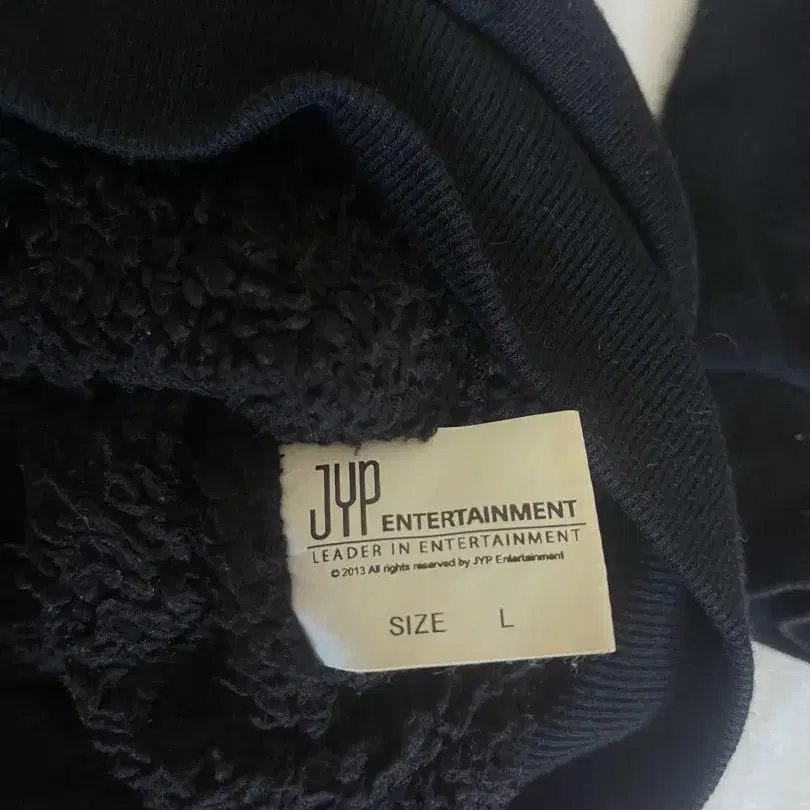 JYP ENTERTAINMENT
LEADER IN ENTERTAINMENT
© 2013 All rights reserved by JYP Entertainment
SIZE L